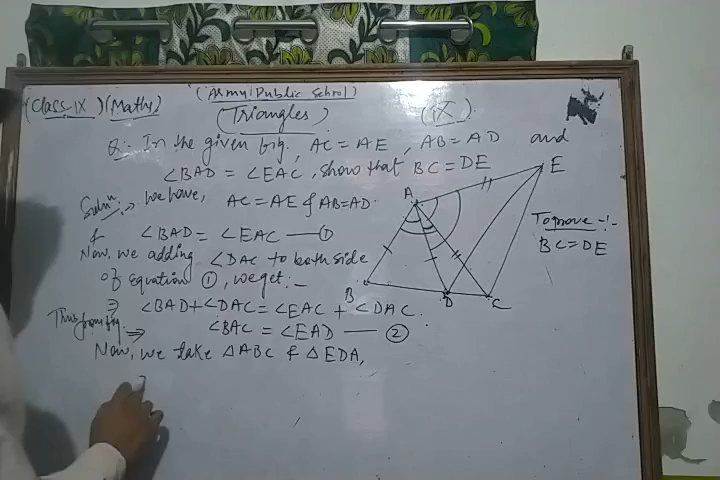 (Army Public School)
(Class IX) (Maths)
(Triangles)
(IX)
Q:- In the given fig., AC = AE , AB = AD and
∠BAD = ∠EAC, show that BC = DE
Soln:-> We have, AC = AE & AB = AD.
& ∠BAD = ∠EAC — ①
Now, we adding ∠DAC to both side
of Equation ①, we get:-
⇒ ∠BAD + ∠DAC = ∠EAC + ∠DAC.
Thus from fig. ⇒ ∠BAC = ∠EAD — ②
Now, we take △ABC & △EDA,
A
E
B
D
C
To prove -:-
BC = DE